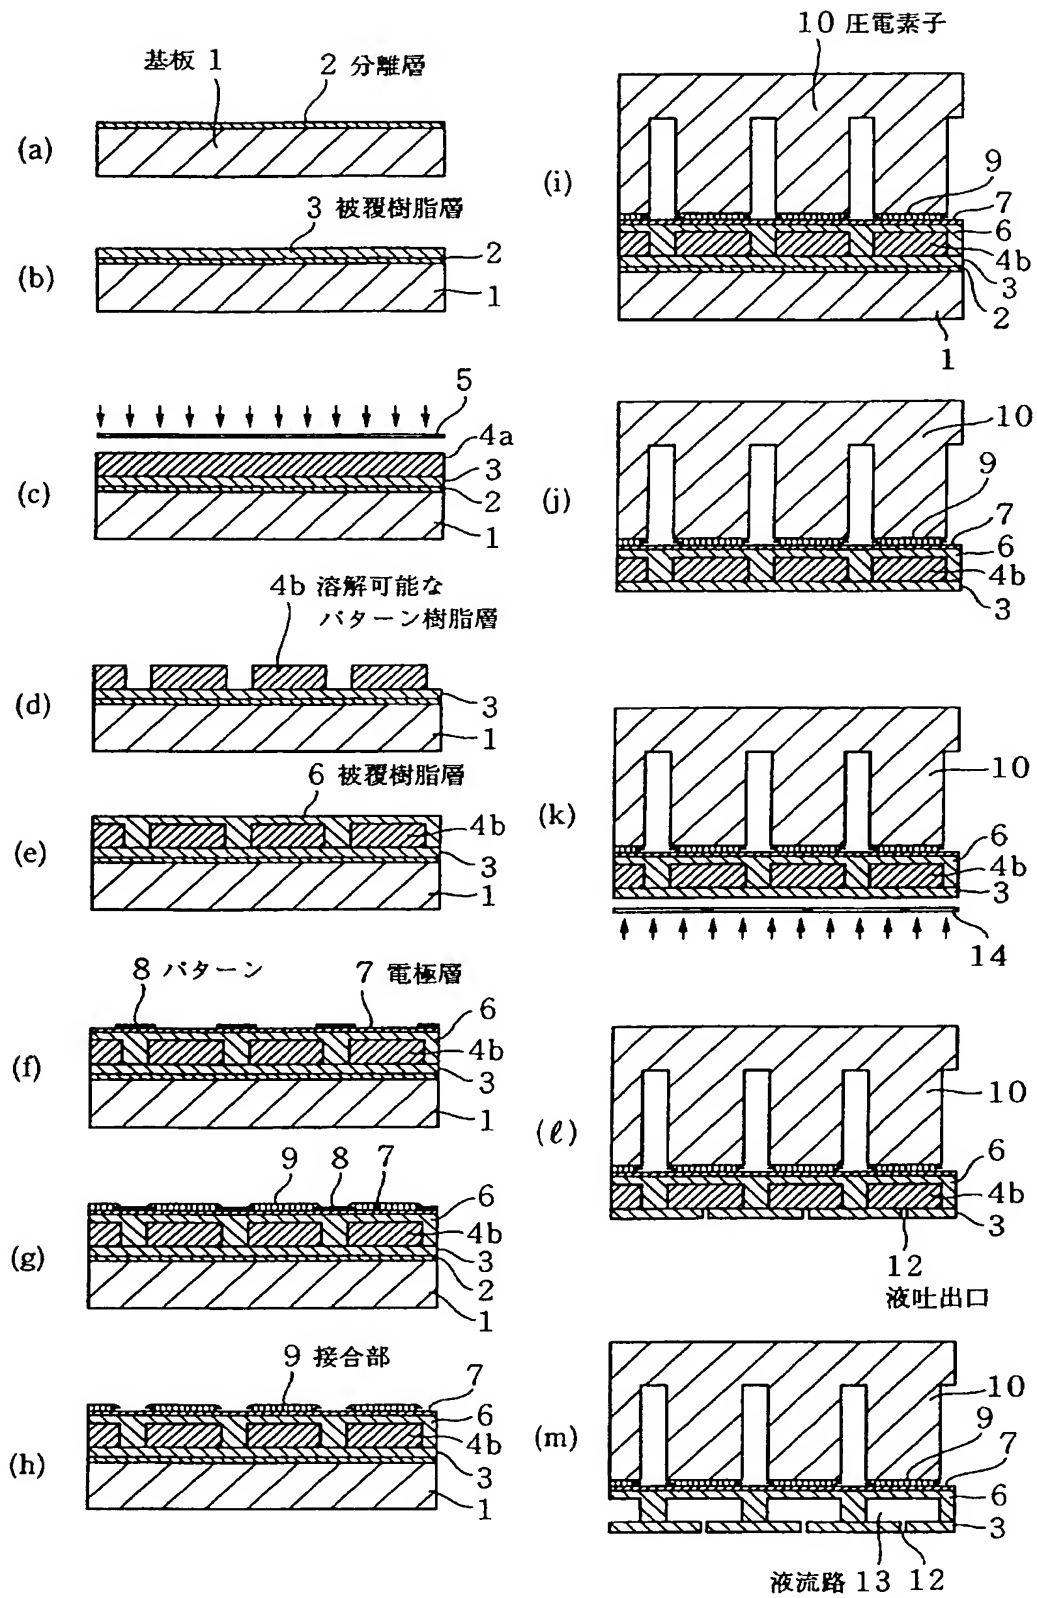 基板 1
2 分離層
(a)
3 被覆樹脂層
(b)
2
1
5
4a
(c)
3
2
1
4b 溶解可能な
パターン樹脂層
(d)
3
1
6 被覆樹脂層
(e)
4b
3
1
8 パターン
7 電極層
6
(f)
4b
3
1
9
8
7
6
(g)
4b
3
2
1
9 接合部
7
6
(h)
4b
3
1
10 圧電素子
(i)
9
7
6
4b
3
2
1
10
(j)
9
7
6
4b
3
10
(k)
6
4b
3
14
10
(ℓ)
6
4b
3
12
液吐出口
10
(m)
9
7
6
3
液流路 13 12